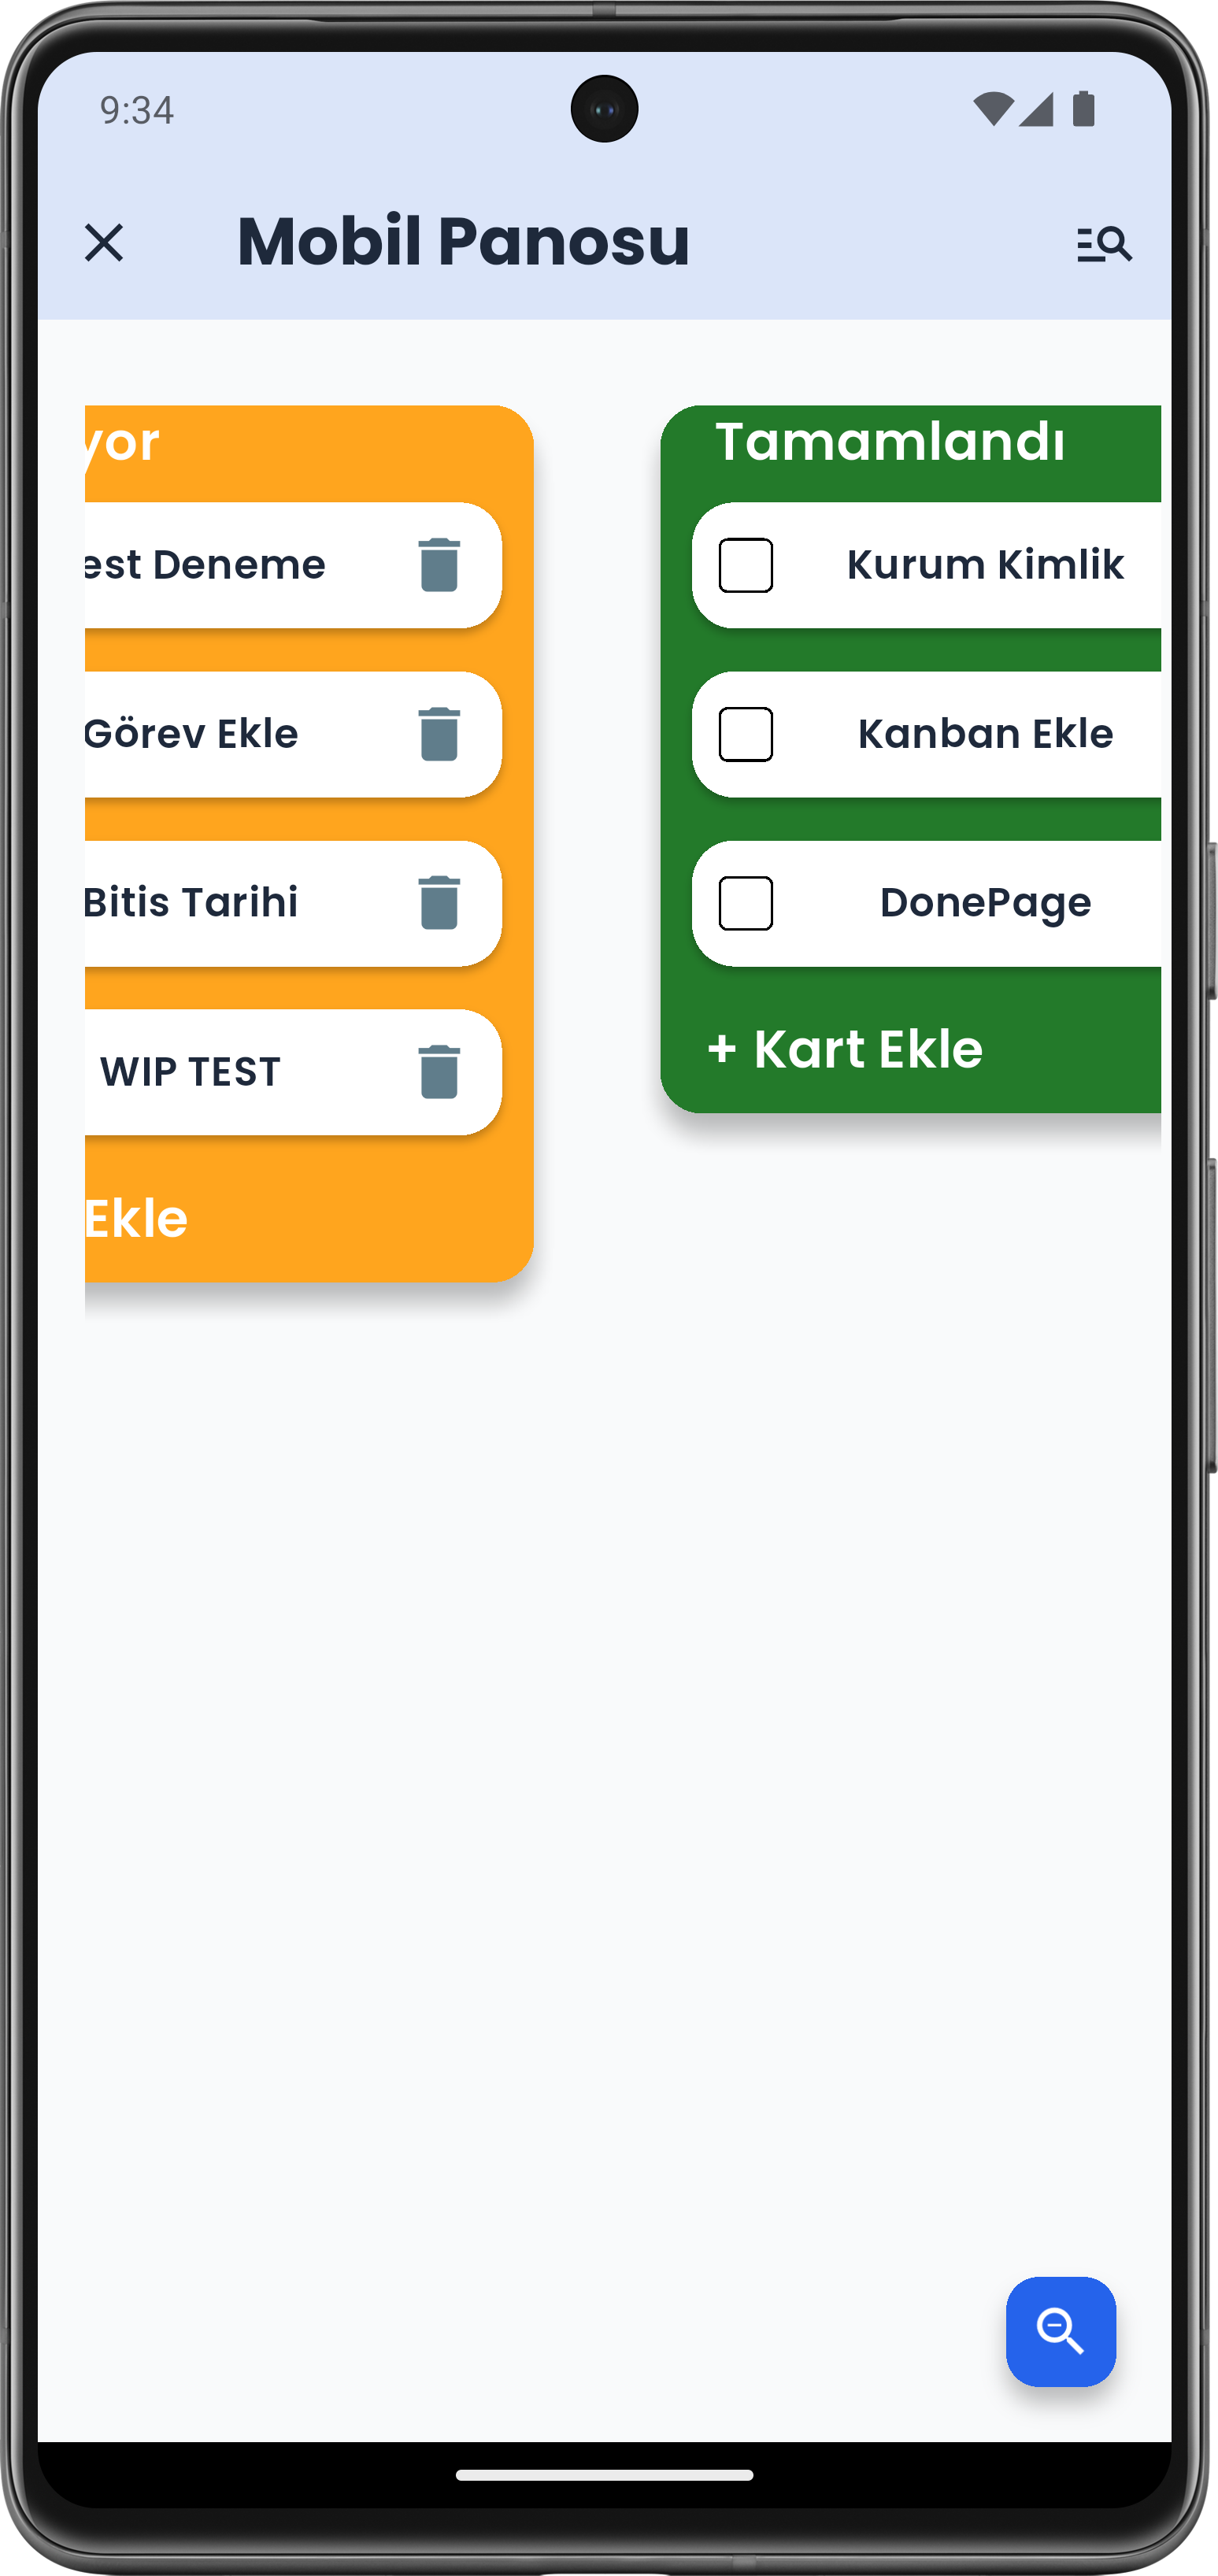 9:34
Mobil Panosu
yor
est Deneme
Görev Ekle
Bitis Tarihi
WIP TEST
Ekle
Tamamlandı
Kurum Kimlik
Kanban Ekle
DonePage
+ Kart Ekle